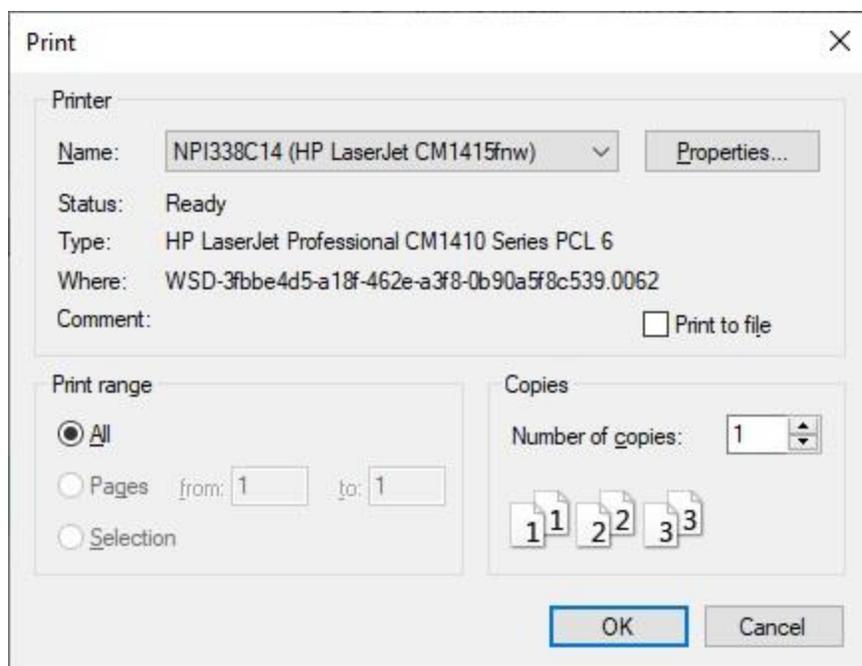 Print
Printer
Name: NPI338C14 (HP LaserJet CM1415fnw) Properties...
Status: Ready
Type: HP LaserJet Professional CM1410 Series PCL 6
Where: WSD-3fbbe4d5-a18f-462e-a3f8-0b90a5f8c539.0062
Comment: Print to file
Print range
All
Pages from: 1 to: 1
Selection
Copies
Number of copies: 1
1 1 2 2 3 3
OK Cancel